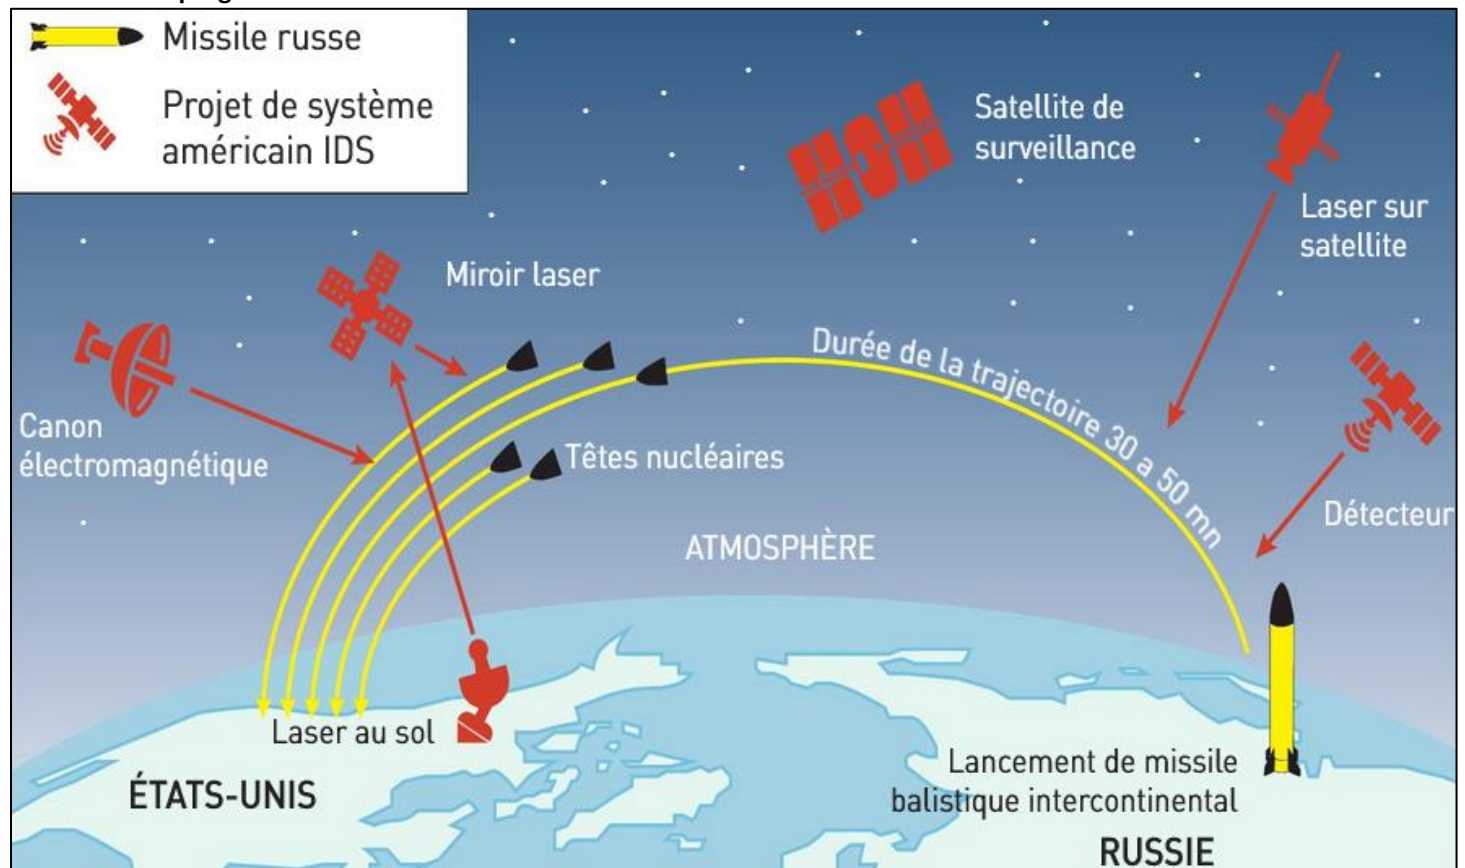 Missile russe
Projet de système
américain IDS
Satellite de
surveillance
Laser sur
satellite
Miroir laser
Durée de la trajectoire 30 a 50 mn
Canon
électromagnétique
Têtes nucléaires
Détecteur
ATMOSPHÈRE
Laser au sol
ÉTATS-UNIS
Lancement de missile
balistique intercontinental
RUSSIE